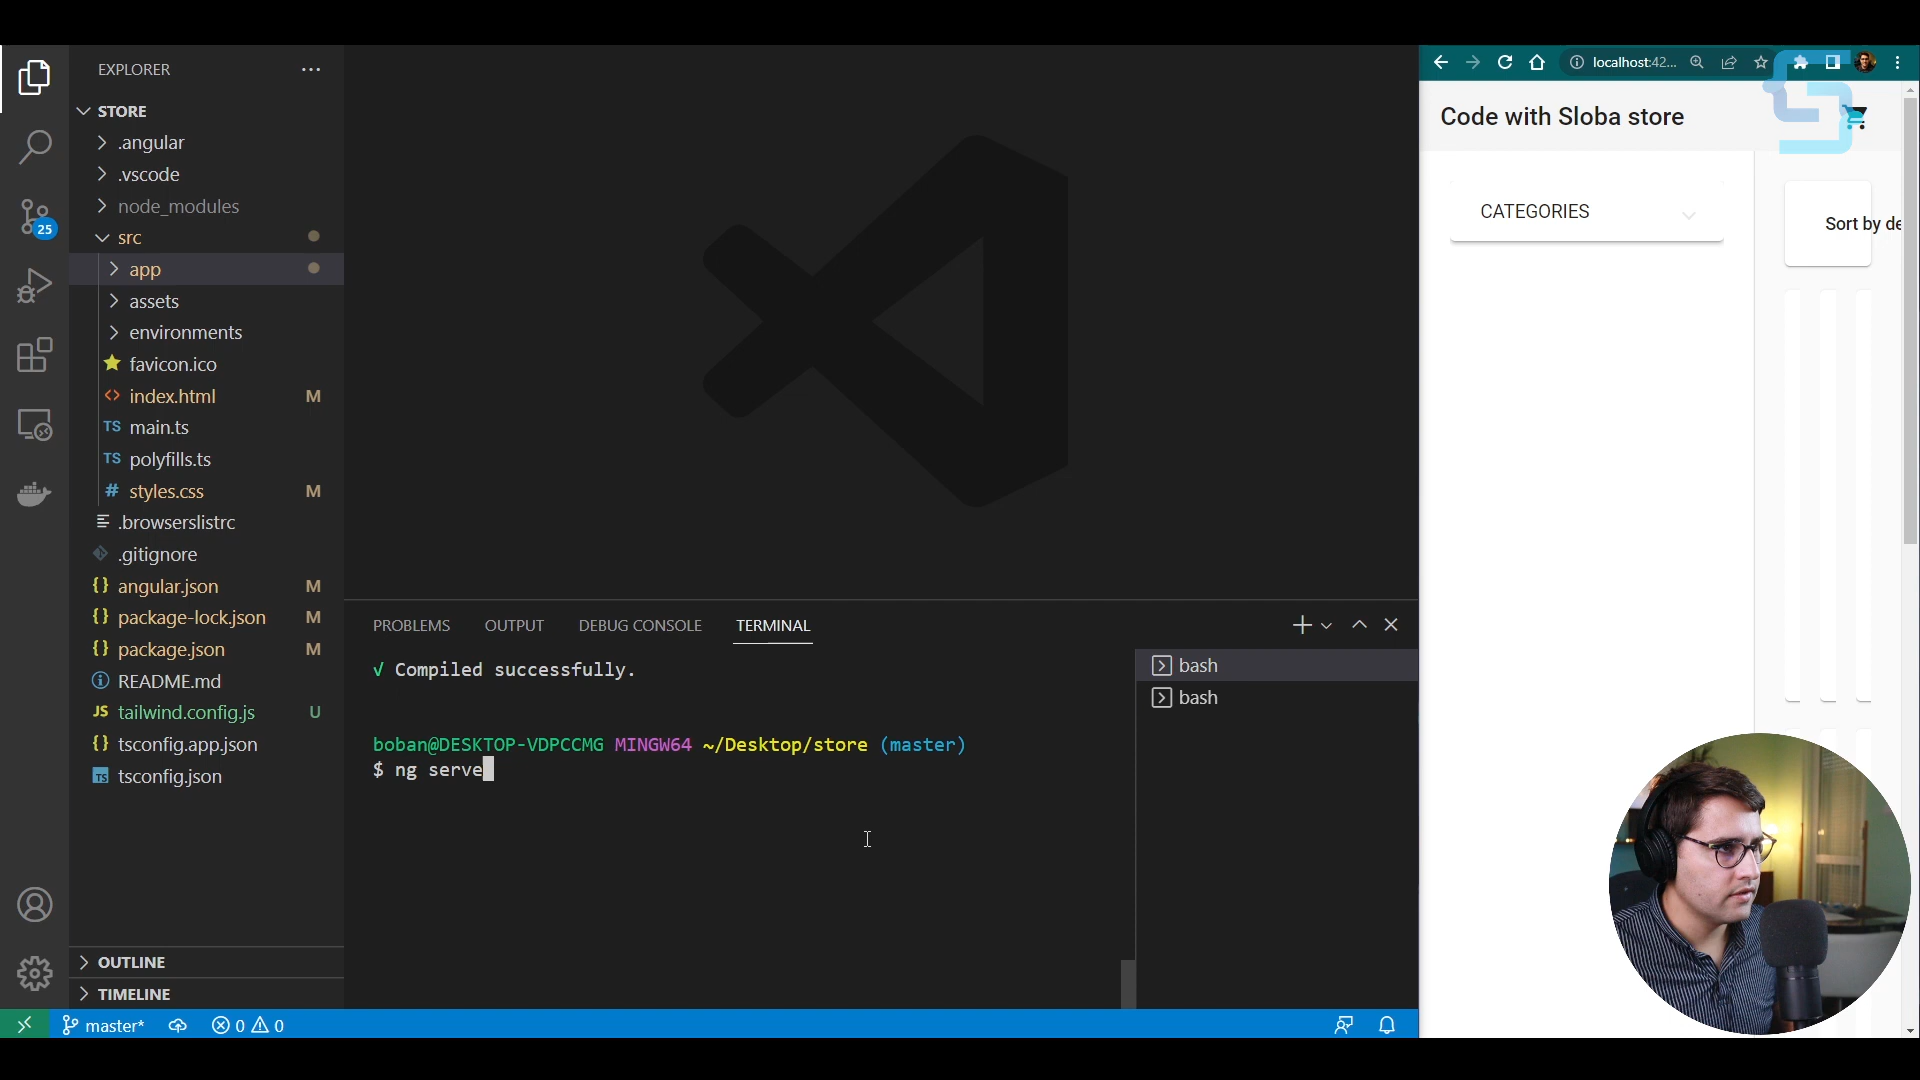 EXPLORER
STORE
.angular
.vscode
node_modules
src
app
assets
environments
favicon.ico
index.html M
TS main.ts
TS polyfills.ts
# styles.css M
.browserslistrc
.gitignore
{} angular.json M
{} package-lock.json M
{} package.json M
README.md
JS tailwind.config.js U
{} tsconfig.app.json
TS tsconfig.json
OUTLINE
TIMELINE
25
master*
0 0
PROBLEMS OUTPUT DEBUG CONSOLE TERMINAL
√ Compiled successfully.
boban@DESKTOP-VDPCCMG MINGW64 ~/Desktop/store (master)
$ ng serve
bash
bash
localhost:42...
Code with Sloba store
CATEGORIES
Sort by de